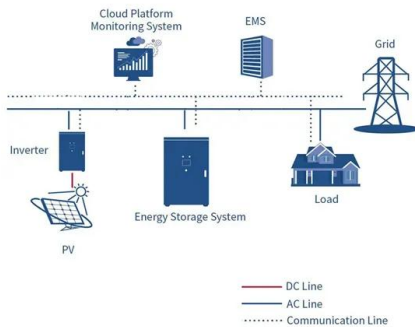 Cloud Platform
Monitoring System
EMS
Grid
Inverter
Energy Storage System
Load
PV
DC Line
AC Line
Communication Line